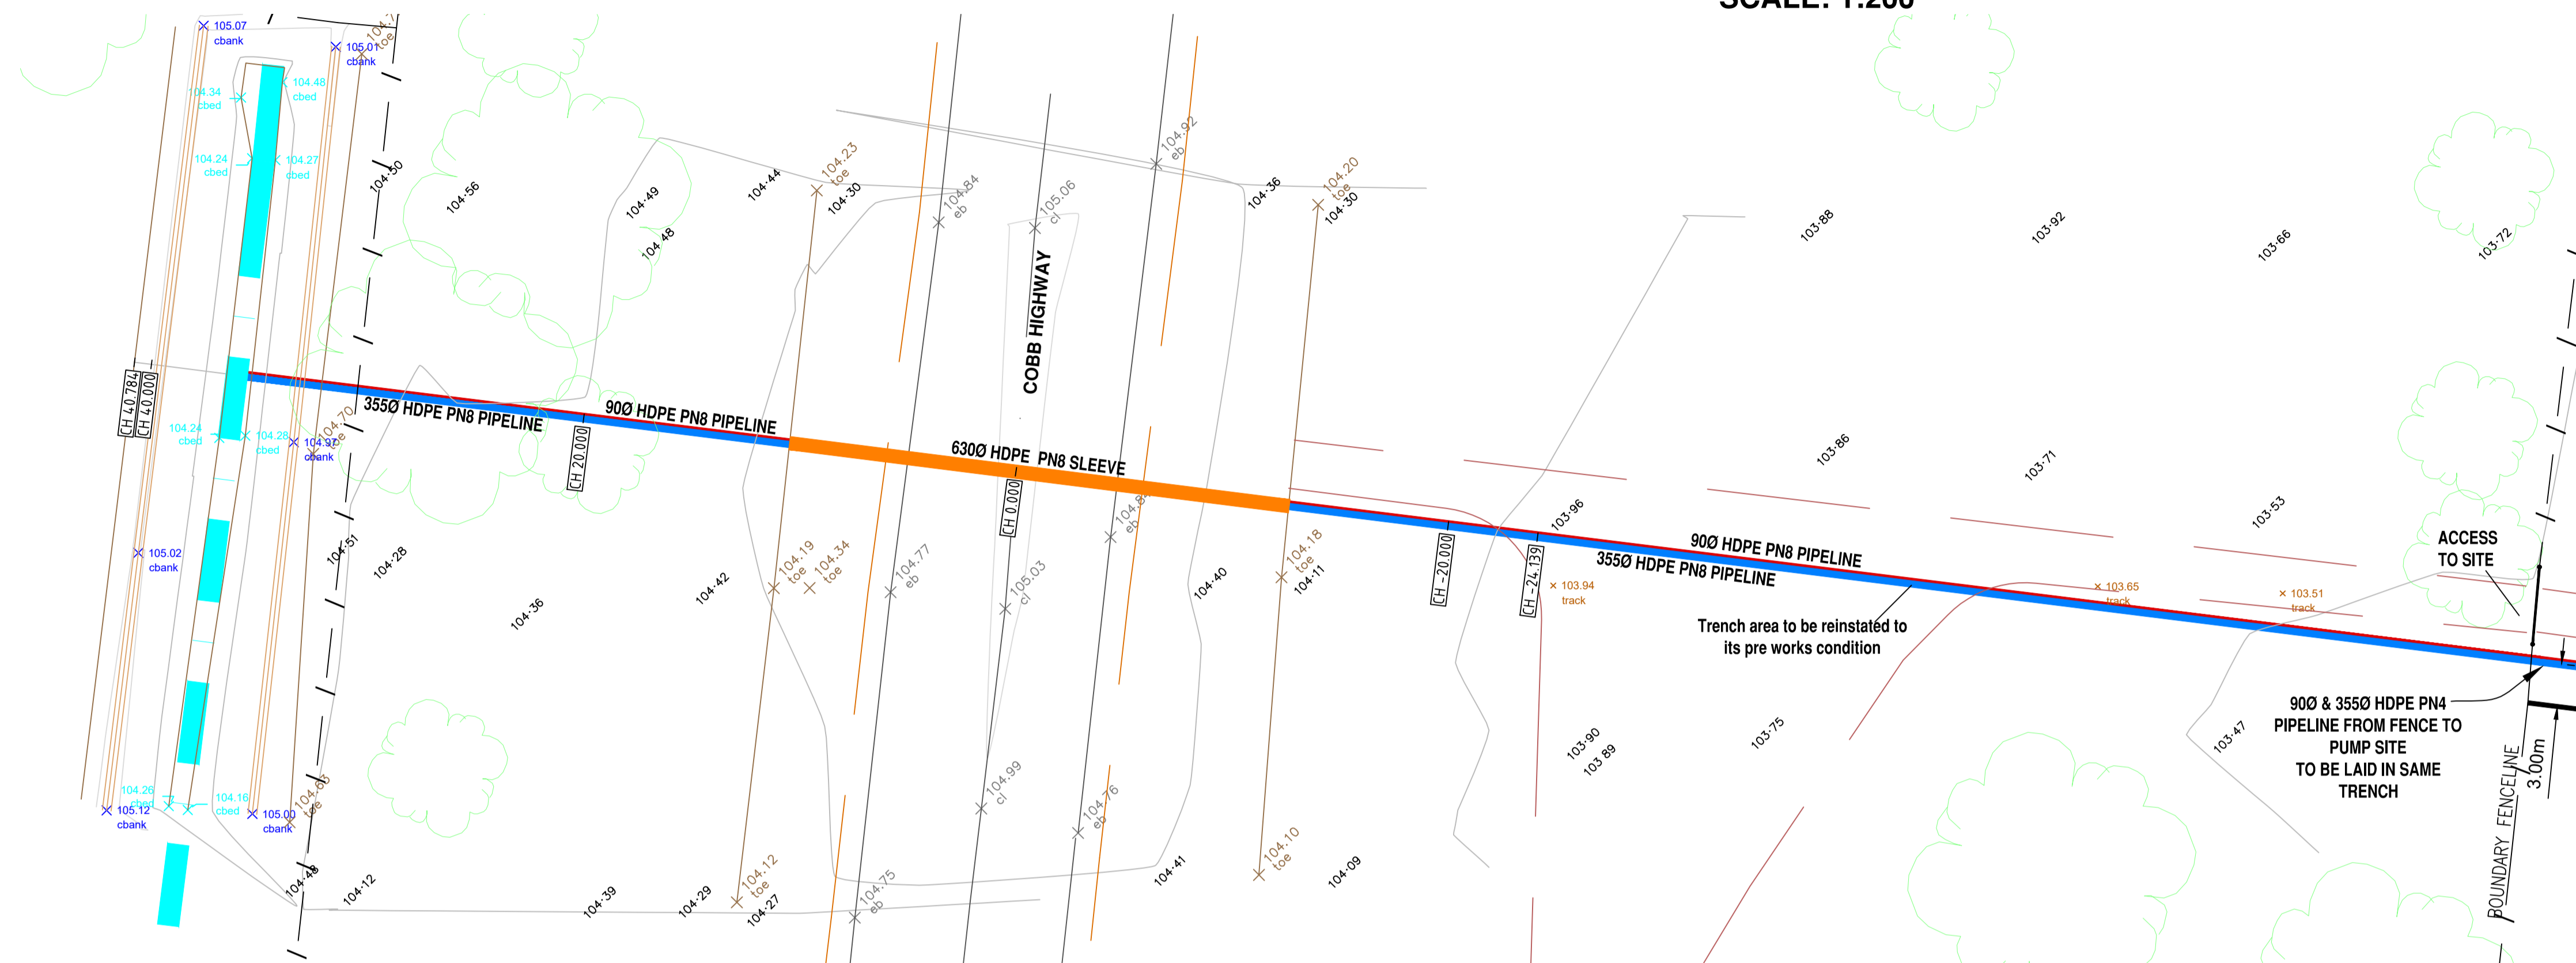 SCALE: 1:200
105.07
cbank
105.01
cbank
toe
104.34
cbed
104.48
cbed
104.24
cbed
104.27
cbed
104·50
104·56
104·49
104·48
104·44
104.23
toe
104·30
104.84
eb
105.06
cl
104.92
eb
104·36
104.20
toe
104·30
103·88
103·92
103·66
103·72
COBB HIGHWAY
CH 40.784
CH 40.000
355Ø HDPE PN8 PIPELINE
90Ø HDPE PN8 PIPELINE
CH 20.000
630Ø HDPE PN8 SLEEVE
CH 0.000
104.24
cbed
104.28
cbed
104.97
cbank
104.70
toe
105.02
cbank
104·51
104·28
104·36
104·42
104.19
toe
104.34
toe
104.77
eb
105.03
cl
eb
104·40
104.18
toe
104·11
CH -20.000
CH -24.139
103·96
103·86
103·71
103·53
90Ø HDPE PN8 PIPELINE
355Ø HDPE PN8 PIPELINE
103.94
track
103.65
track
103.51
track
ACCESS
TO SITE
Trench area to be reinstated to
its pre works condition
103·90
103 89
103·75
103·47
90Ø & 355Ø HDPE PN4
PIPELINE FROM FENCE TO
PUMP SITE
TO BE LAID IN SAME
TRENCH
BOUNDARY FENCELINE
3.00m
104.26
cbed
104.16
cbed
105.12
cbank
105.00
cbank
104.63
toe
104·48
104·12
104·39
104·29
104.12
toe
104·27
104.75
eb
104.99
cl
104.76
eb
104·41
104.10
toe
104·09